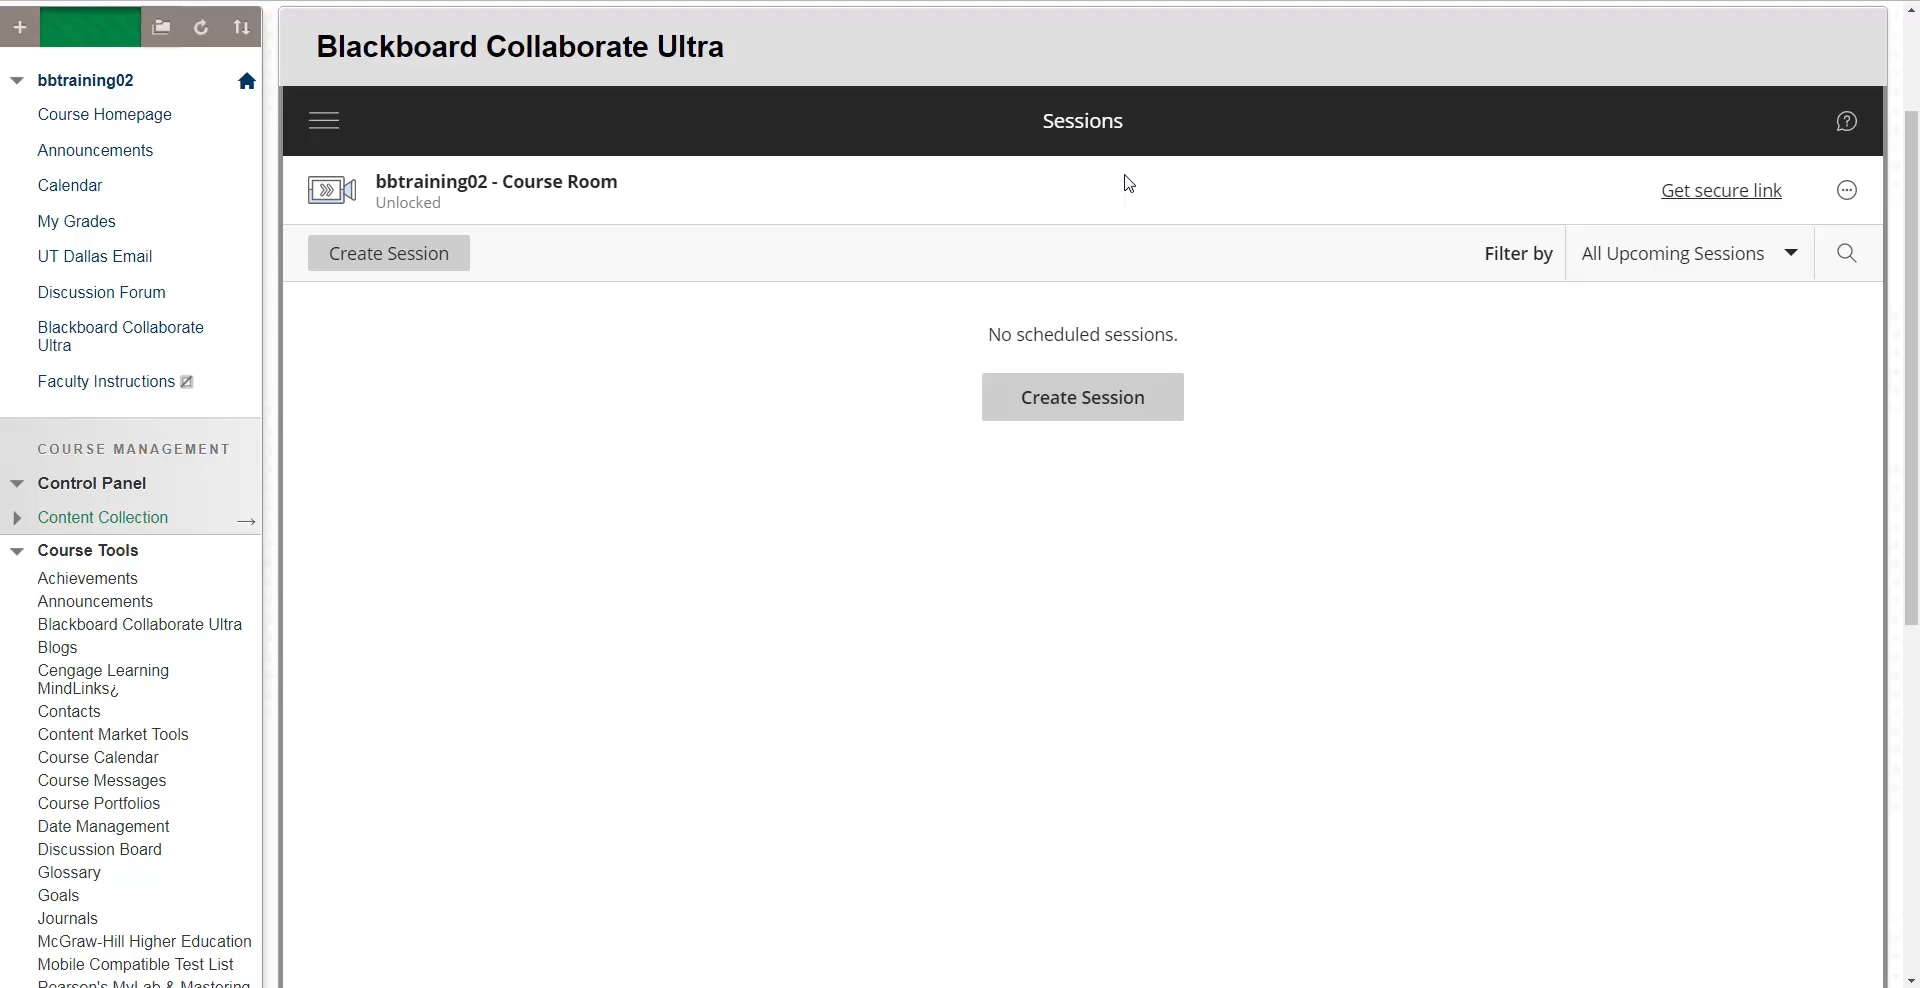 Blackboard Collaborate Ultra
bbtraining02
Course Homepage
Announcements
Calendar
My Grades
UT Dallas Email
Discussion Forum
Blackboard Collaborate
Ultra
Faculty Instructions
COURSE MANAGEMENT
Control Panel
Content Collection
Course Tools
Achievements
Announcements
Blackboard Collaborate Ultra
Blogs
Cengage Learning
MindLinks¿
Contacts
Content Market Tools
Course Calendar
Course Messages
Course Portfolios
Date Management
Discussion Board
Glossary
Goals
Journals
McGraw-Hill Higher Education
Mobile Compatible Test List
Pearson's MyLab & Mastering
Sessions
bbtraining02 - Course Room
Unlocked
Get secure link
Create Session
Filter by
All Upcoming Sessions
No scheduled sessions.
Create Session